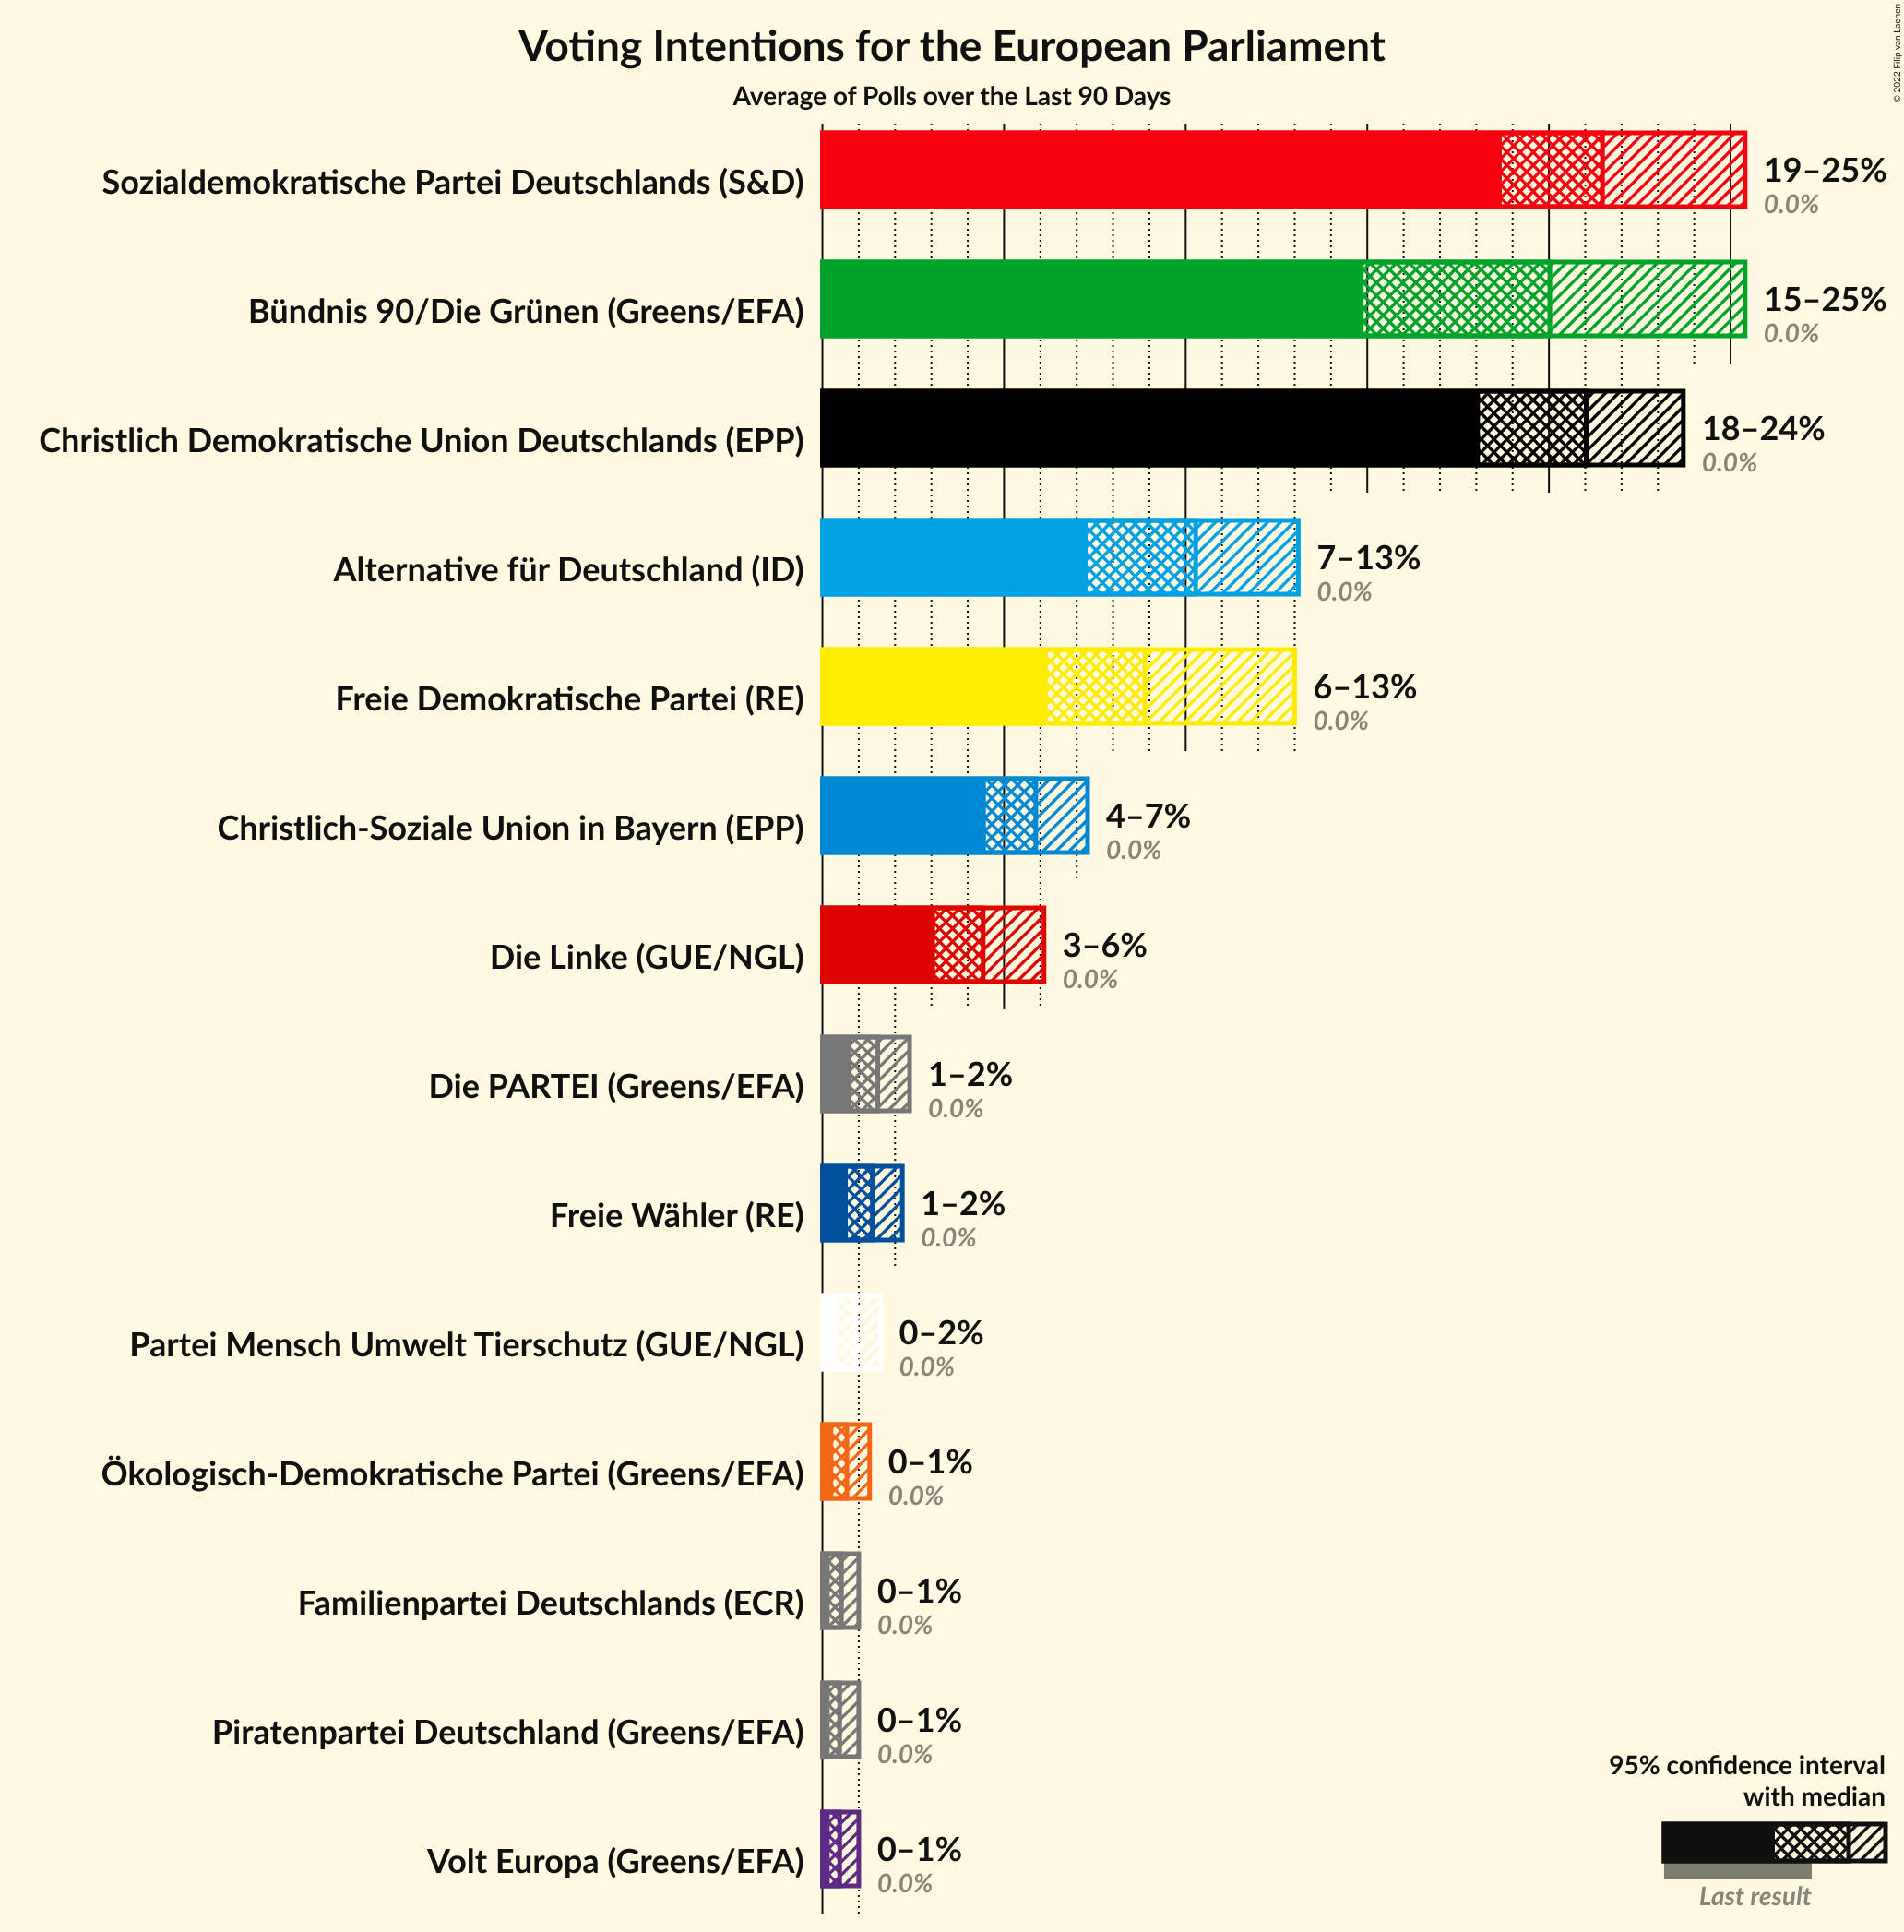 Voting Intentions for the European Parliament
Average of Polls over the Last 90 Days
© 2022 Filip van Laenen
Sozialdemokratische Partei Deutschlands (S&D)
19–25%
0.0%
Bündnis 90/Die Grünen (Greens/EFA)
15–25%
0.0%
Christlich Demokratische Union Deutschlands (EPP)
18–24%
0.0%
Alternative für Deutschland (ID)
7–13%
0.0%
Freie Demokratische Partei (RE)
6–13%
0.0%
Christlich-Soziale Union in Bayern (EPP)
4–7%
0.0%
Die Linke (GUE/NGL)
3–6%
0.0%
Die PARTEI (Greens/EFA)
1–2%
0.0%
Freie Wähler (RE)
1–2%
0.0%
Partei Mensch Umwelt Tierschutz (GUE/NGL)
0–2%
0.0%
Ökologisch-Demokratische Partei (Greens/EFA)
0–1%
0.0%
Familienpartei Deutschlands (ECR)
0–1%
0.0%
Piratenpartei Deutschland (Greens/EFA)
0–1%
0.0%
Volt Europa (Greens/EFA)
0–1%
0.0%
95% confidence interval
with median
Last result